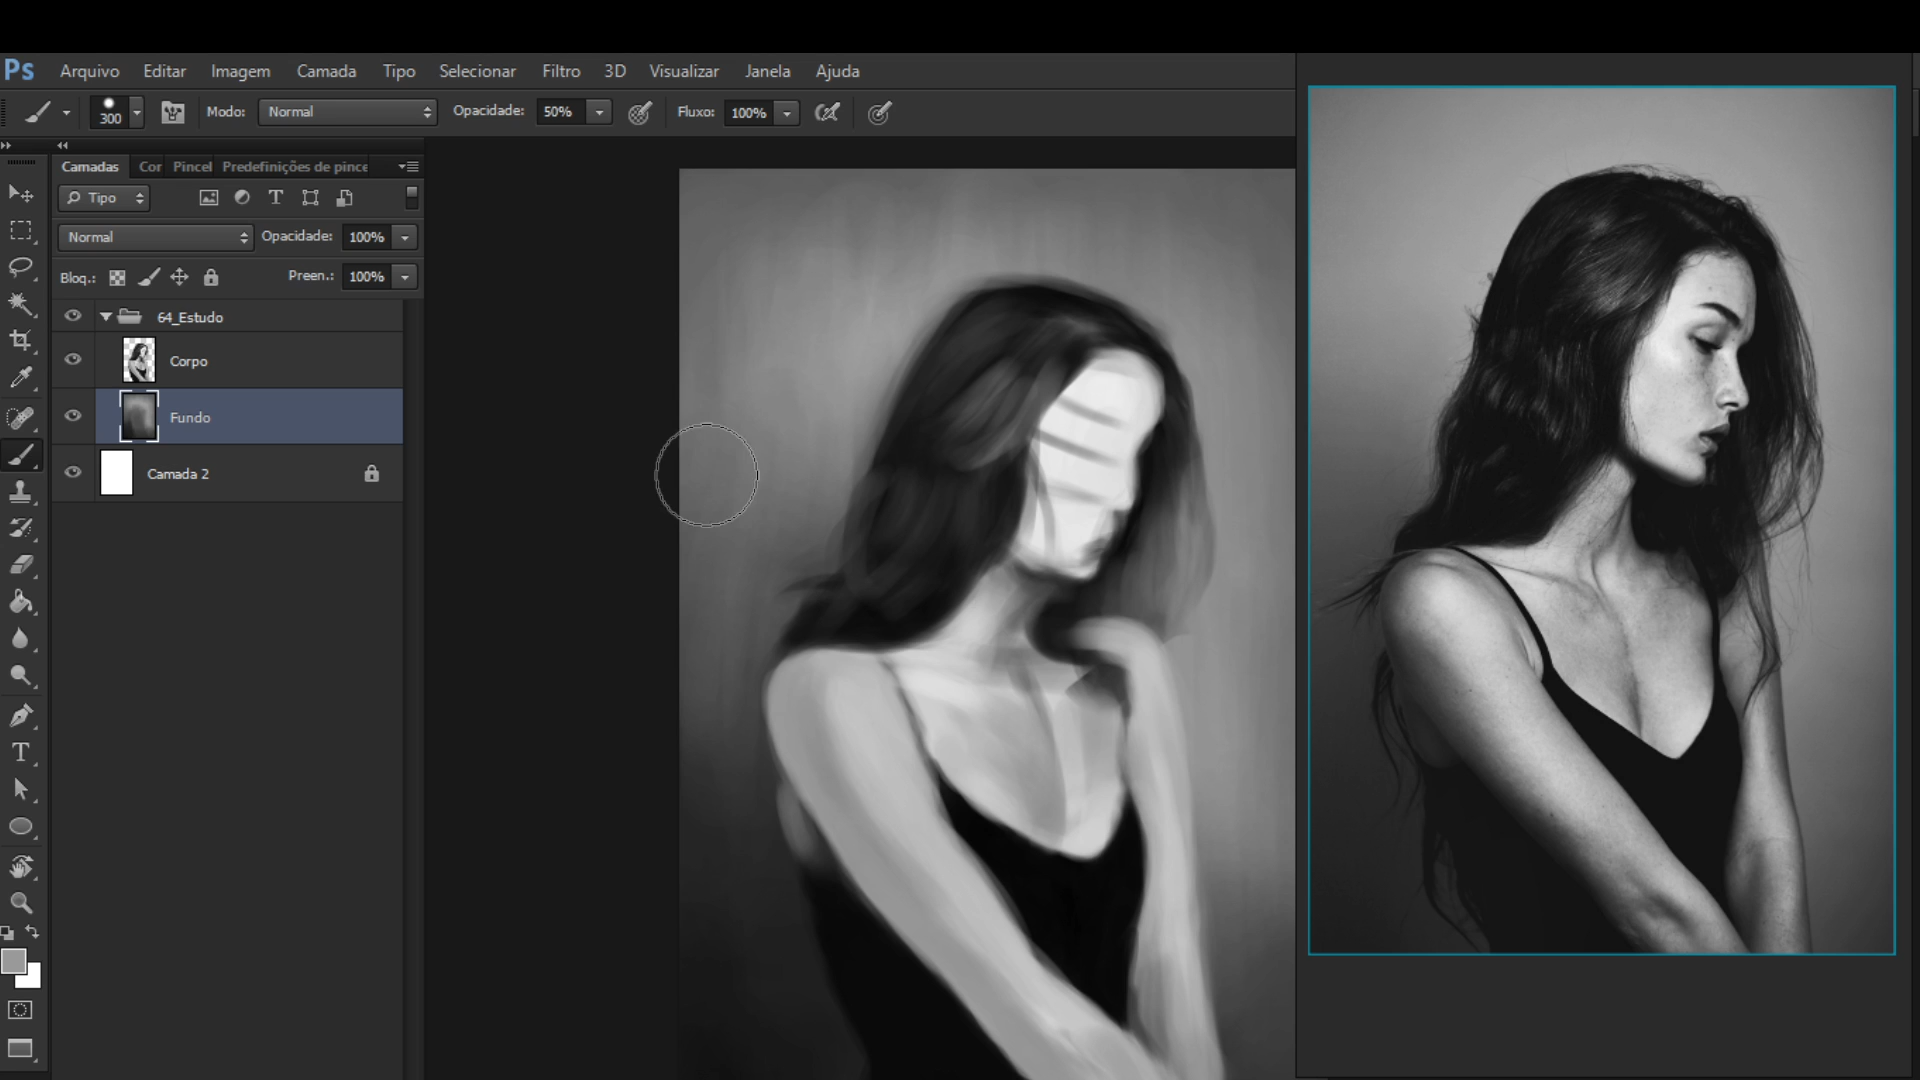 Ps Arquivo Editar Imagem Camada Tipo Selecionar Filtro 3D Visualizar Janela Ajuda
300 Modo: Normal Opacidade: 50% Fluxo: 100%
Camadas Cor Pincel Predefinições de pince
Tipo
Normal Opacidade: 100%
Bloq.: Preen.: 100%
64_Estudo
Corpo
Fundo
Camada 2